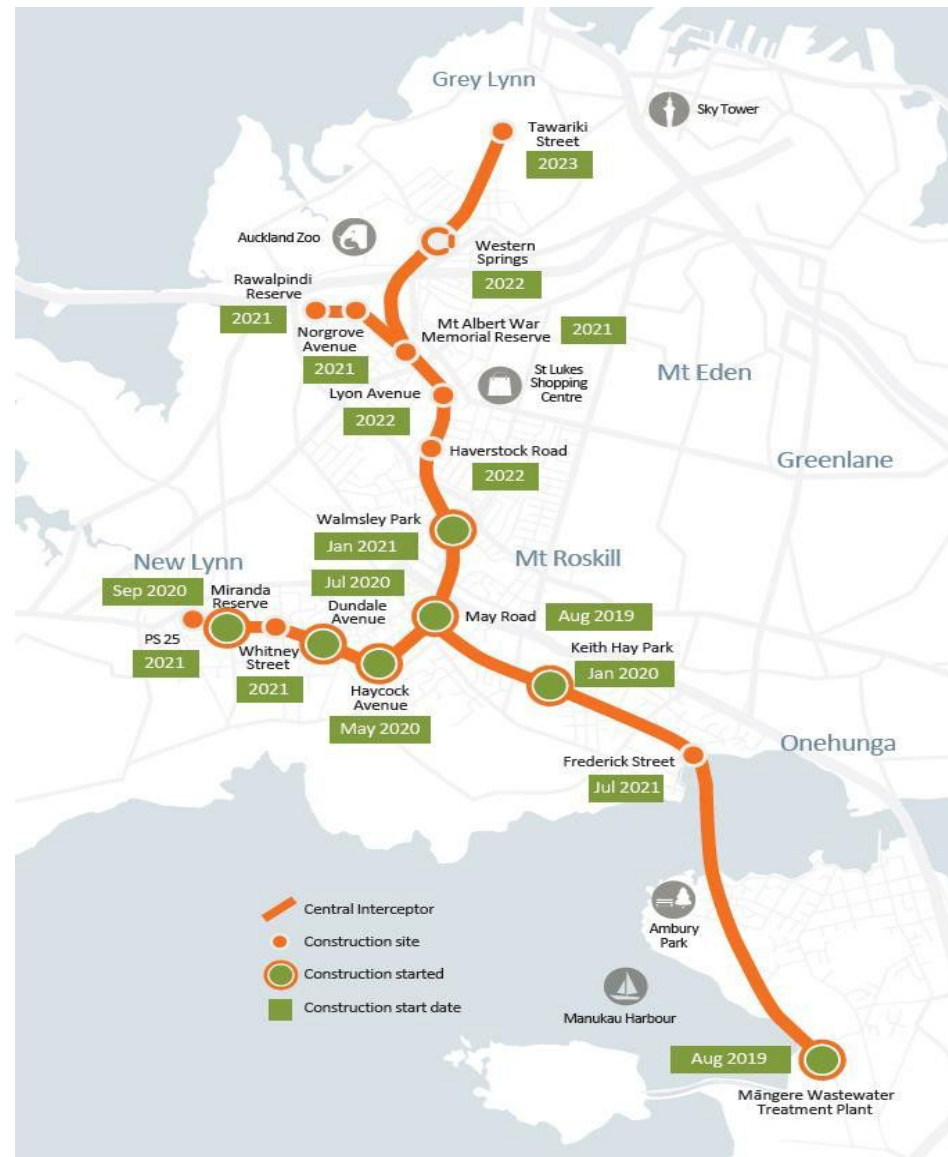 Grey Lynn
Sky Tower
Tawariki
Street
2023
Auckland Zoo
Western
Springs
2022
Rawalpindi
Reserve
2021
Norgrove
Avenue
2021
Mt Albert War
Memorial Reserve
2021
Lyon Avenue
2022
St Lukes
Shopping
Centre
Mt Eden
Haverstock Road
2022
Greenlane
Walmsley Park
Jan 2021
Mt Roskill
New Lynn
Jul 2020
Dundale
Avenue
Sep 2020
Miranda
Reserve
PS 25
2021
Whitney
Street
2021
May Road
Aug 2019
Haycock
Avenue
May 2020
Keith Hay Park
Jan 2020
Onehunga
Frederick Street
Jul 2021
Central Interceptor
Construction site
Construction started
Construction start date
Ambury
Park
Manukau Harbour
Aug 2019
Māngere Wastewater
Treatment Plant